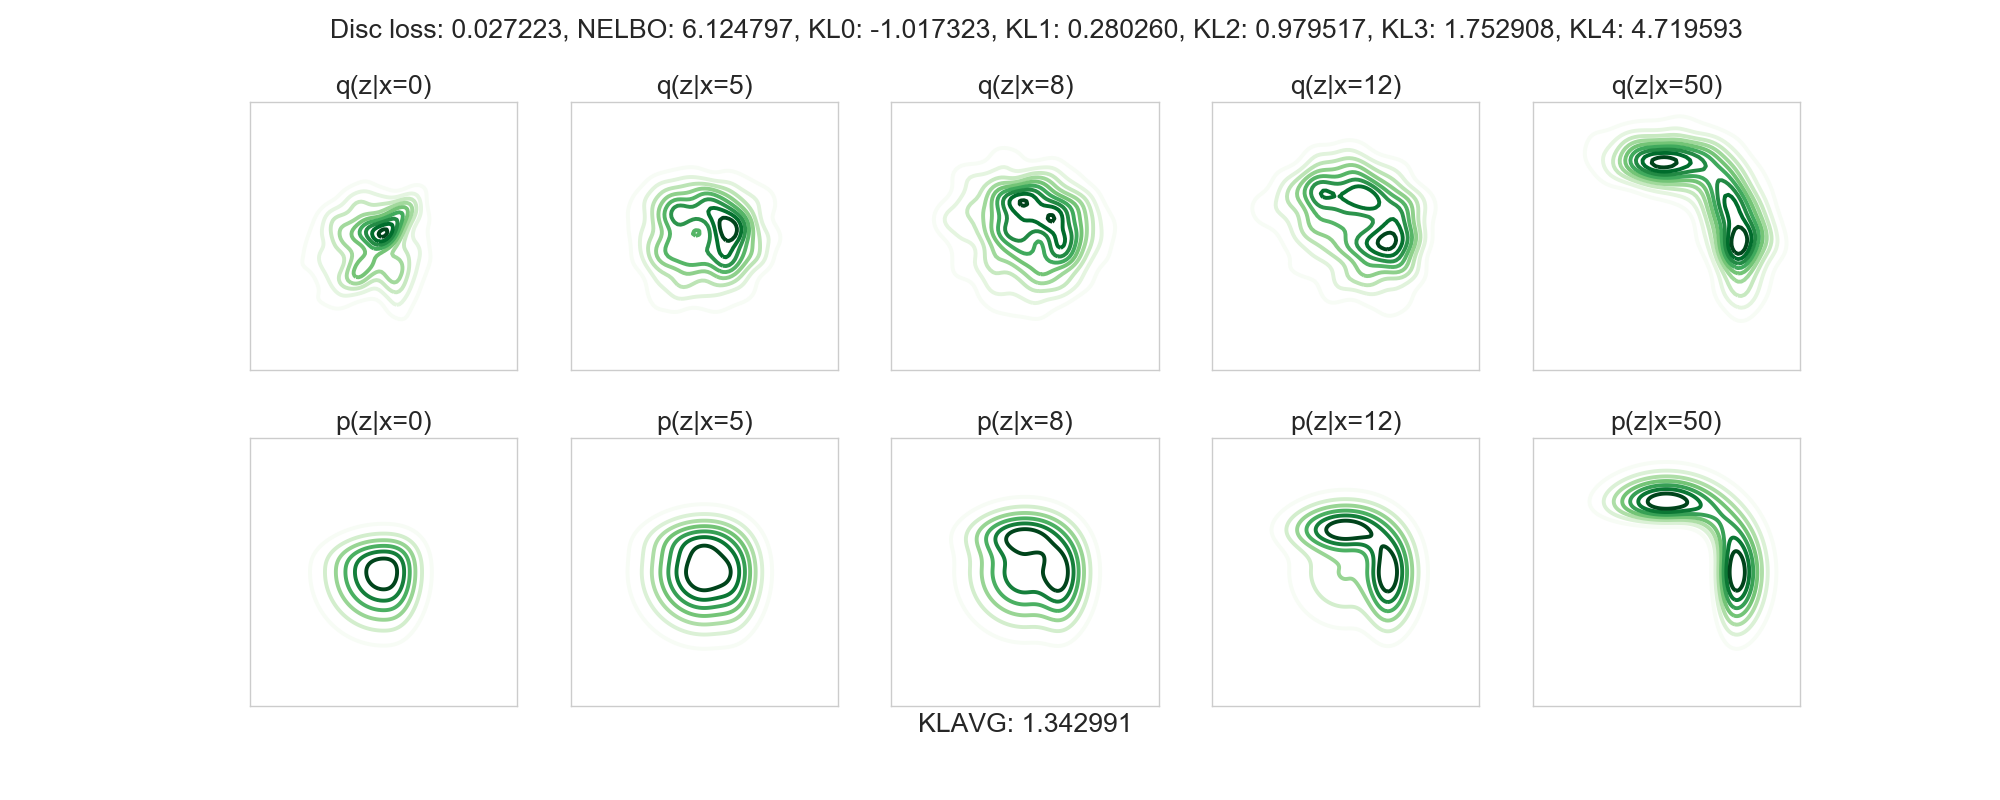 Disc loss: 0.027223, NELBO: 6.124797, KL0: -1.017323, KL1: 0.280260, KL2: 0.979517, KL3: 1.752908, KL4: 4.719593
q(z|x=0) q(z|x=5) q(z|x=8) q(z|x=12) q(z|x=50)
p(z|x=0) p(z|x=5) p(z|x=8) p(z|x=12) p(z|x=50)
KLAVG: 1.342991